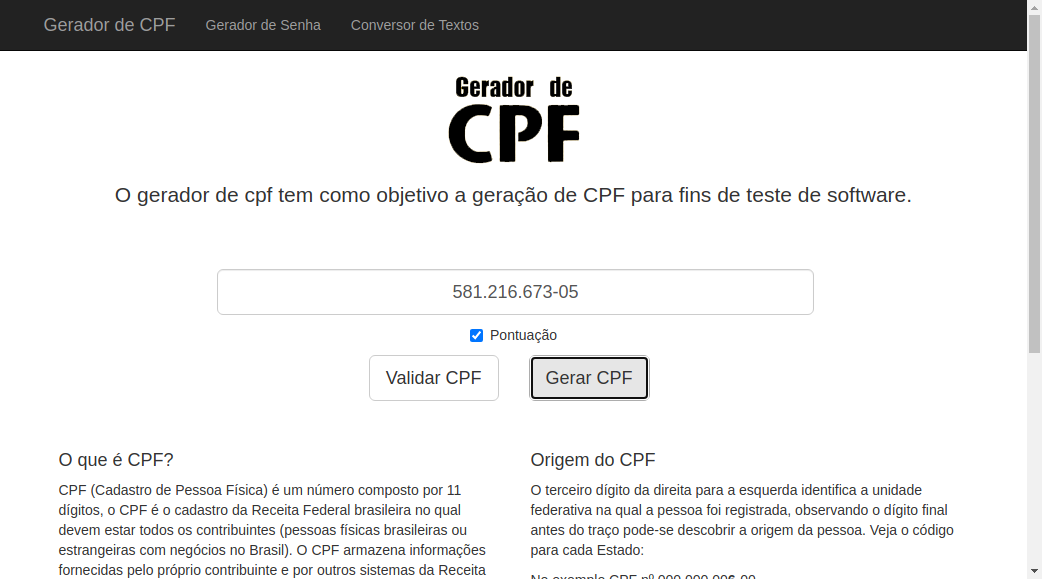 Gerador de CPF Gerador de Senha Conversor de Textos
Gerador de
CPF
O gerador de cpf tem como objetivo a geração de CPF para fins de teste de software.
581.216.673-05
Pontuação
Validar CPF Gerar CPF
O que é CPF?
CPF (Cadastro de Pessoa Física) é um número composto por 11
dígitos, o CPF é o cadastro da Receita Federal brasileira no qual
devem estar todos os contribuintes (pessoas físicas brasileiras ou
estrangeiras com negócios no Brasil). O CPF armazena informações
fornecidas pelo próprio contribuinte e por outros sistemas da Receita
Origem do CPF
O terceiro dígito da direita para a esquerda identifica a unidade
federativa na qual a pessoa foi registrada, observando o dígito final
antes do traço pode-se descobrir a origem da pessoa. Veja o código
para cada Estado:
No exemplo CPF nº